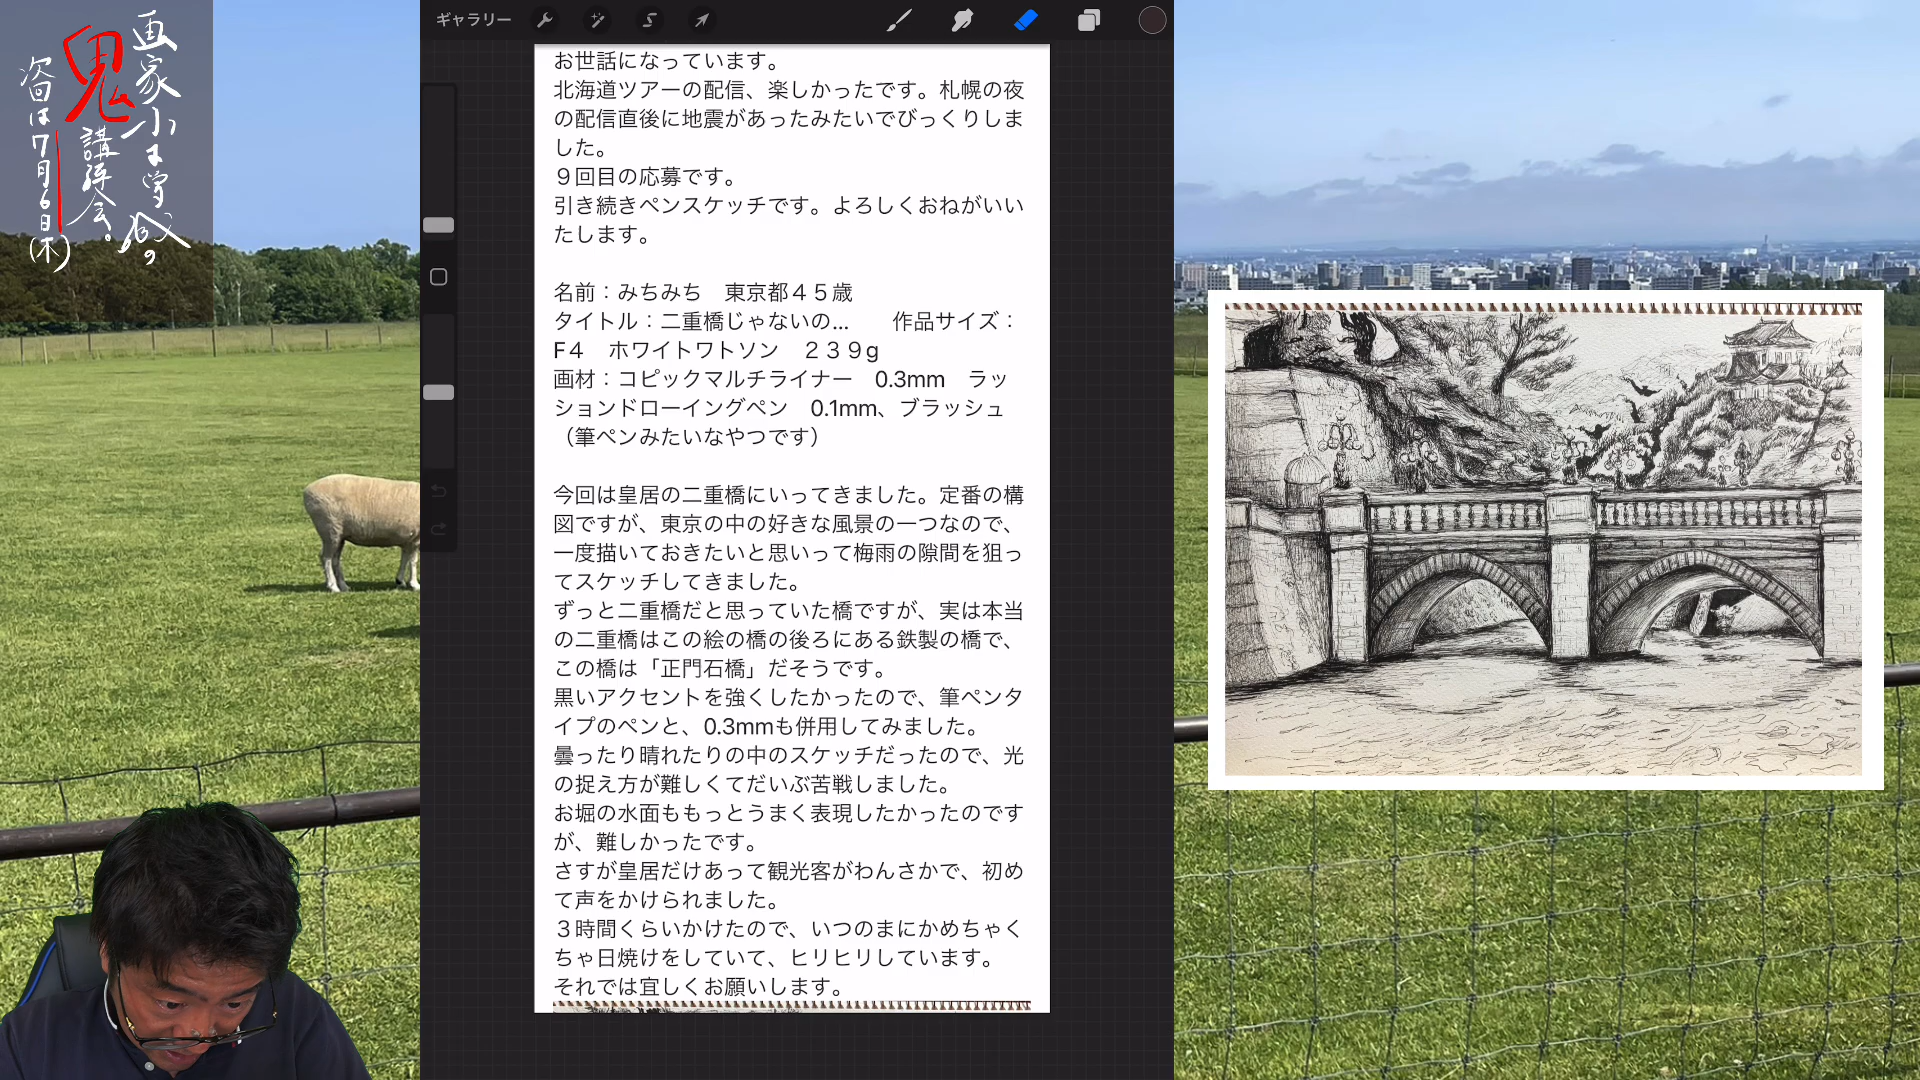 画家小木曽誠の
鬼講評会。
次回は7月6日(木)
ギャラリー
お世話になっています。
北海道ツアーの配信、楽しかったです。札幌の夜
の配信直後に地震があったみたいでびっくりしま
した。
９回目の応募です。
引き続きペンスケッチです。よろしくおねがいい
たします。
名前：みちみち　東京都４５歳
タイトル：二重橋じゃないの...　　作品サイズ：
F４　ホワイトワトソン　２３９g
画材：コピックマルチライナー　0.3mm　ラッ
ションドローイングペン　0.1mm、ブラッシュ
（筆ペンみたいなやつです）
今回は皇居の二重橋にいってきました。定番の構
図ですが、東京の中の好きな風景の一つなので、
一度描いておきたいと思いって梅雨の隙間を狙っ
てスケッチしてきました。
ずっと二重橋だと思っていた橋ですが、実は本当
の二重橋はこの絵の橋の後ろにある鉄製の橋で、
この橋は「正門石橋」だそうです。
黒いアクセントを強くしたかったので、筆ペンタ
イプのペンと、0.3mmも併用してみました。
曇ったり晴れたりの中のスケッチだったので、光
の捉え方が難しくてだいぶ苦戦しました。
お堀の水面ももっとうまく表現したかったのです
が、難しかったです。
さすが皇居だけあって観光客がわんさかで、初め
て声をかけられました。
３時間くらいかけたので、いつのまにかめちゃく
ちゃ日焼けをしていて、ヒリヒリしています。
それでは宜しくお願いします。